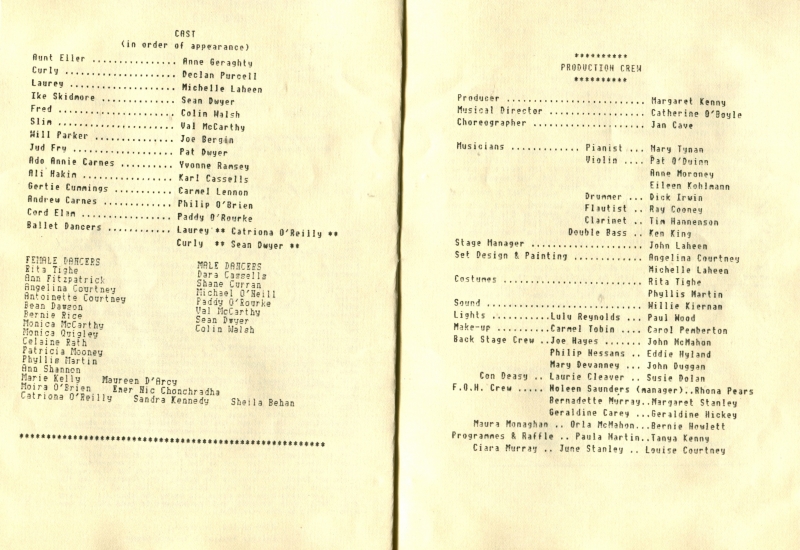 CAST
(in order of appearance)
Aunt Eller ............... Anne Geraghty
Curly .................... Declan Purcell
Laurey ................... Michelle Laheen
Ike Skidmore ............. Sean Dwyer
Fred ..................... Colin Walsh
Slim ..................... Val McCarthy
Will Parker .............. Joe Bergin
Jud Fry .................. Pat Dwyer
Ado Annie Carnes ......... Yvonne Ramsey
Ali Hakim ................ Karl Cassells
Gertie Cummings .......... Carmel Lennon
Andrew Carnes ............ Philip O'Brien
Cord Elam ................ Paddy O'Rourke
Ballet Dancers ........... Laurey ** Catriona O'Reilly **
Curly ** Sean Dwyer **
FEMALE DANCERS
Rita Tighe
Ann Fitzpatrick
Angelina Courtney
Antoinette Courtney
Bean Dawson
Bernie Rice
Monica McCarthy
Monica Quigley
Celaine Rath
Patricia Mooney
Phyllis Martin
Ann Shannon
Marie Kelly Maureen D'Arcy
Moira O'Brien Emer Nic Chonchradha
Catriona O'Reilly Sandra Kennedy Sheila Behan
MALE DANCERS
Dara Cassells
Shane Curran
Michael O'Neill
Paddy O'Rourke
Val McCarthy
Sean Dwyer
Colin Walsh
**************************************************
**********
PRODUCTION CREW
**********
Producer ........................ Margaret Kenny
Musical Director ................ Catherine O'Boyle
Choreographer ................... Jan Cave
Musicians ............ Pianist ... Mary Tynan
Violin .... Pat O'Duinn
Anne Moroney
Eileen Kohlmann
Drummer .. Dick Irwin
Flautist .. Ray Cooney
Clarinet .. Tim Hannenson
Double Bass .. Ken King
Stage Manager .................... John Laheen
Set Design & Painting ............ Angelina Courtney
Michelle Laheen
Costumes ......................... Rita Tighe
Phyllis Martin
Sound ............................ Willie Kiernan
Lights ...........Lulu Reynolds ... Paul Wood
Make-up .........Carmel Tobin .... Carol Pemberton
Back Stage Crew ..Joe Hayes ....... John McMahon
Philip Hessans .. Eddie Hyland
Mary Devanney ... John Duggan
Con Deasy .. Laurie Cleaver .. Susie Dolan
F.O.H. Crew ..... Noleen Saunders (manager)..Rhona Pears
Bernadette Murray..Margaret Stanley
Geraldine Carey ...Geraldine Hickey
Maura Monaghan .. Orla McMahon...Bernie Howlett
Programmes & Raffle .. Paula Martin..Tanya Kenny
Ciara Murray .. June Stanley .. Louise Courtney